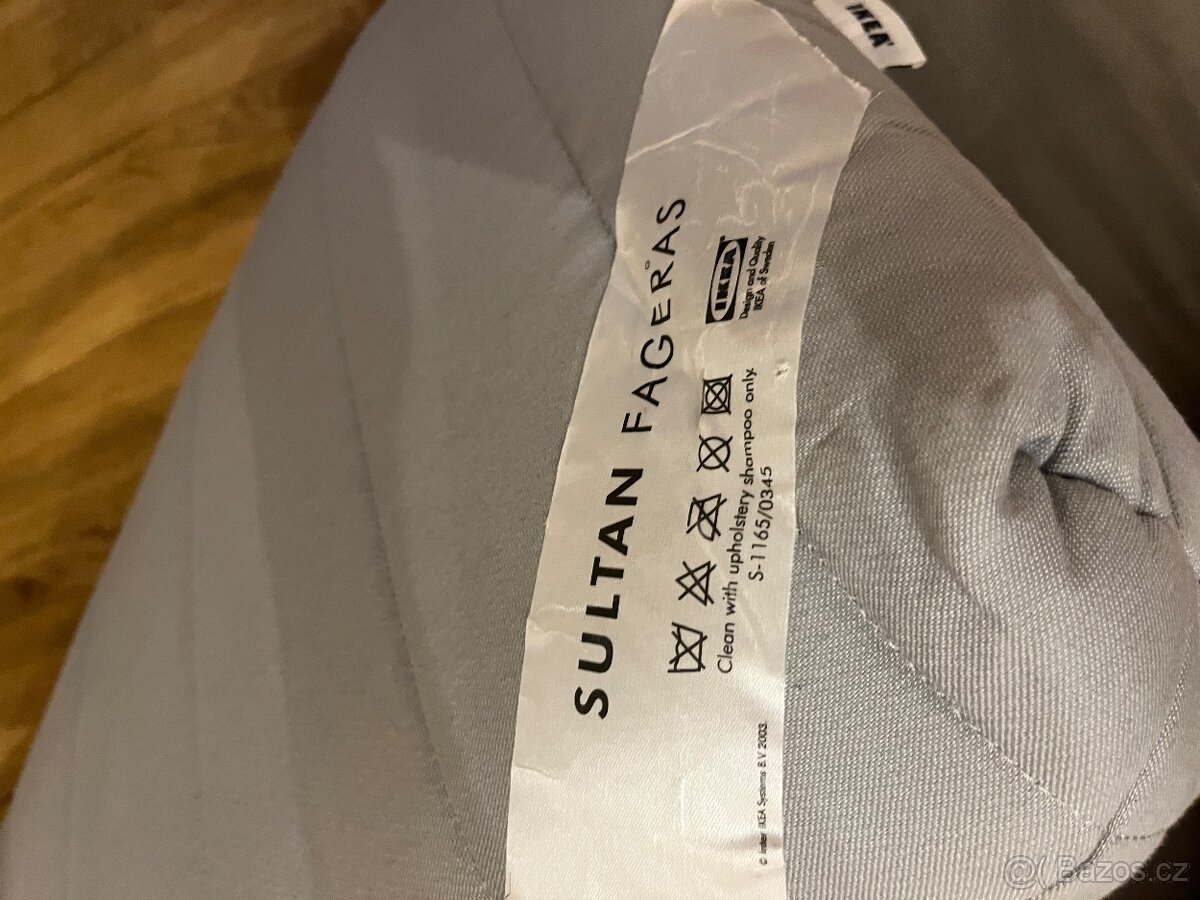 IKEA
SULTAN FAGERÅS
Clean with upholstery shampoo only.
S-1165/0345
IKEA
Design and Quality
IKEA of Sweden
© Inter IKEA Systems B.V. 2003.
@( Bazos.cz